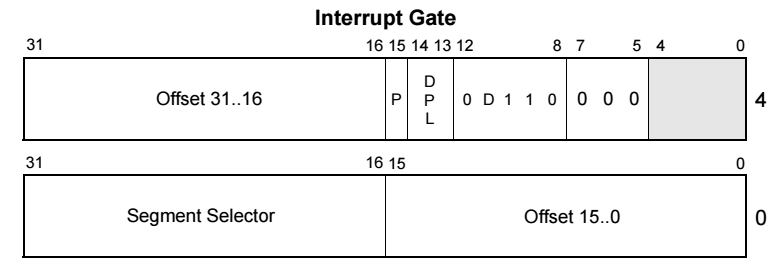 Interrupt Gate
31 16 15 14 13 12 8 7 5 4 0
Offset 31..16 P DPL 0 D 1 1 0 0 0 0 4
31 16 15 0
Segment Selector Offset 15..0 0